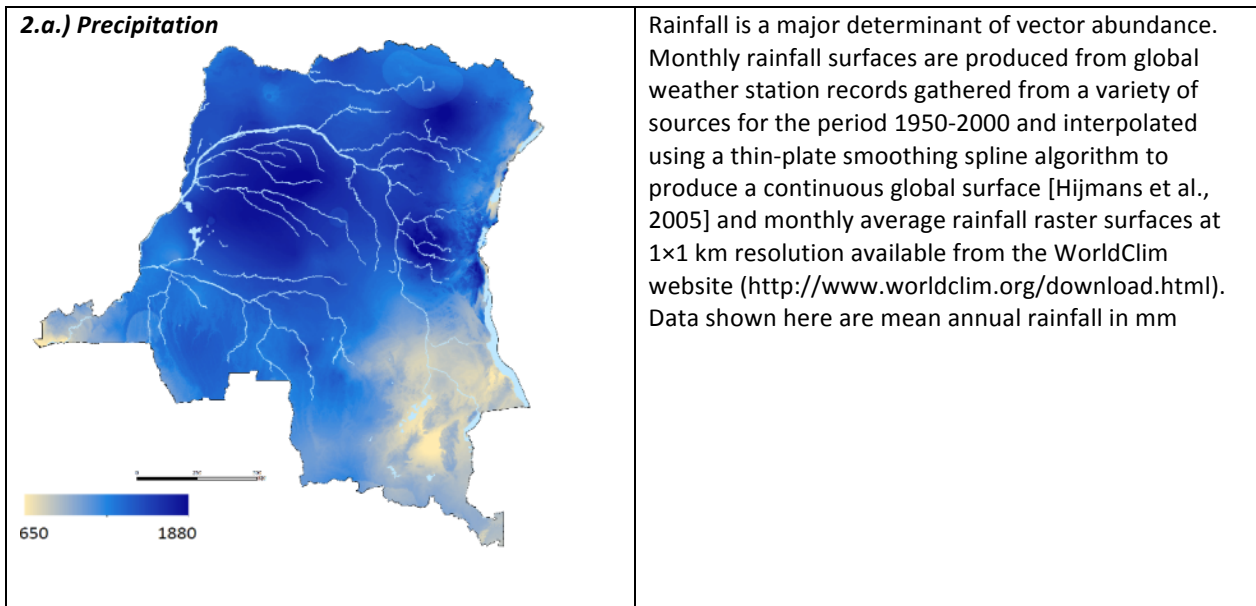 2.a.) Precipitation
650
1880
Rainfall is a major determinant of vector abundance.
Monthly rainfall surfaces are produced from global
weather station records gathered from a variety of
sources for the period 1950-2000 and interpolated
using a thin-plate smoothing spline algorithm to
produce a continuous global surface [Hijmans et al.,
2005] and monthly average rainfall raster surfaces at
1×1 km resolution available from the WorldClim
website (http://www.worldclim.org/download.html).
Data shown here are mean annual rainfall in mm